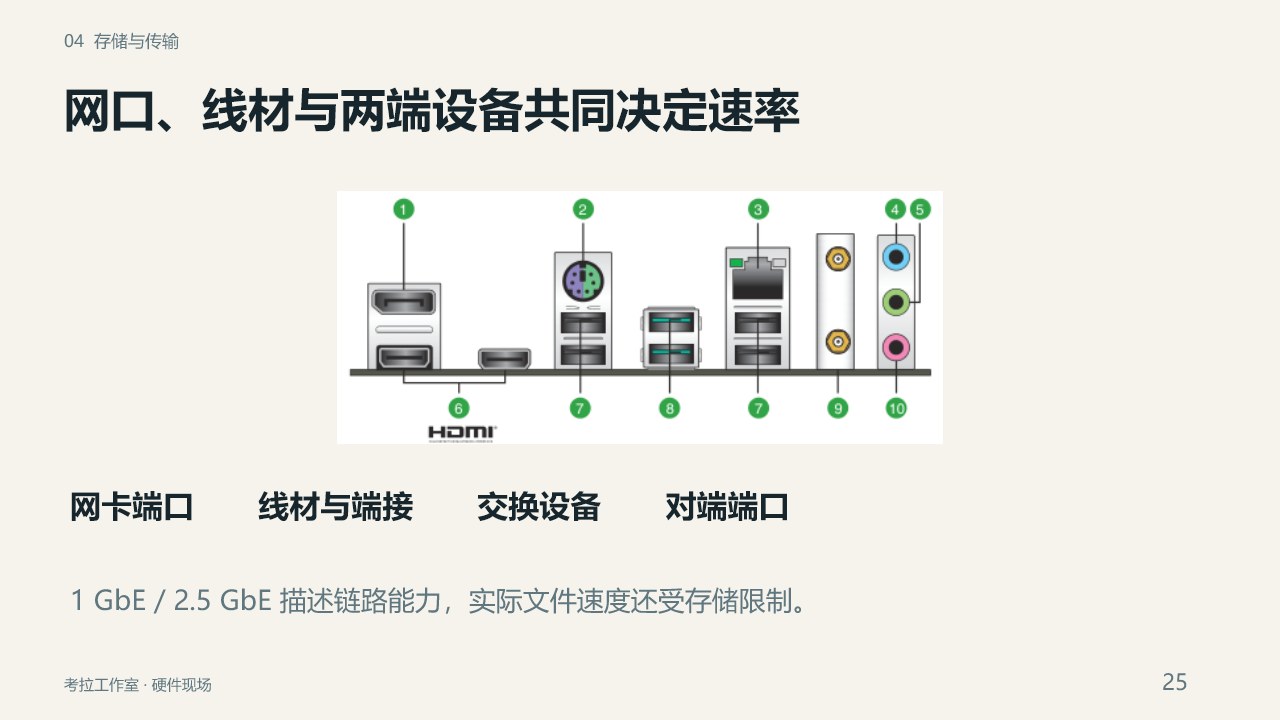 04 存储与传输
网口、线材与两端设备共同决定速率
1 2 3 4 5
6 7 8 7 9 10
HDMI
网卡端口 线材与端接 交换设备 对端端口
1 GbE / 2.5 GbE 描述链路能力，实际文件速度还受存储限制。
考拉工作室 · 硬件现场
25